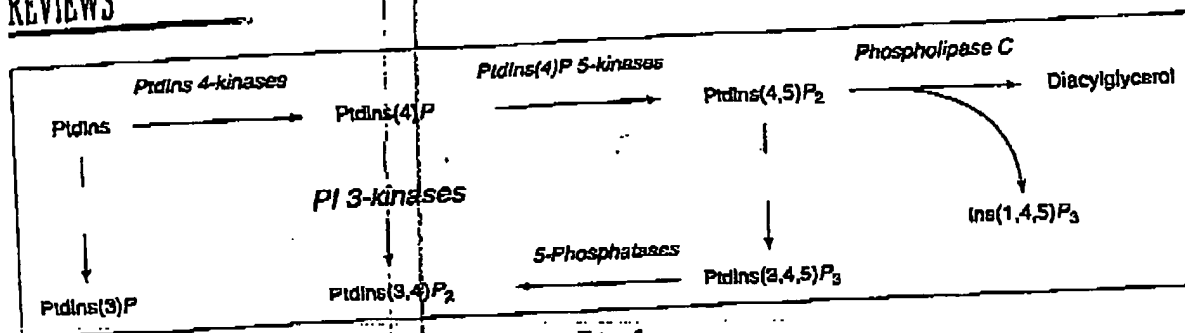 REVIEWS
Phospholipase C
PtdIns 4-kinases
PtdIns(4)P 5-kinases
PtdIns
PtdIns(4)P
PtdIns(4,5)P₂
Diacylglycerol
PI 3-kinases
Ins(1,4,5)P₃
5-Phosphatases
PtdIns(3)P
PtdIns(3,4)P₂
PtdIns(3,4,5)P₃